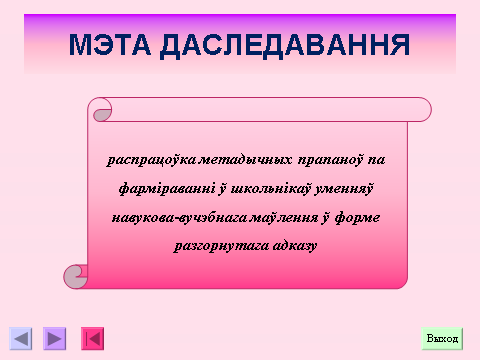 МЭТА ДАСЛЕДАВАННЯ
распрацоўка метадычных прапаноў па
фарміраванні ў школьнікаў уменняў
навукова-вучэбнага маўлення ў форме
разгорнутага адказу
Выход